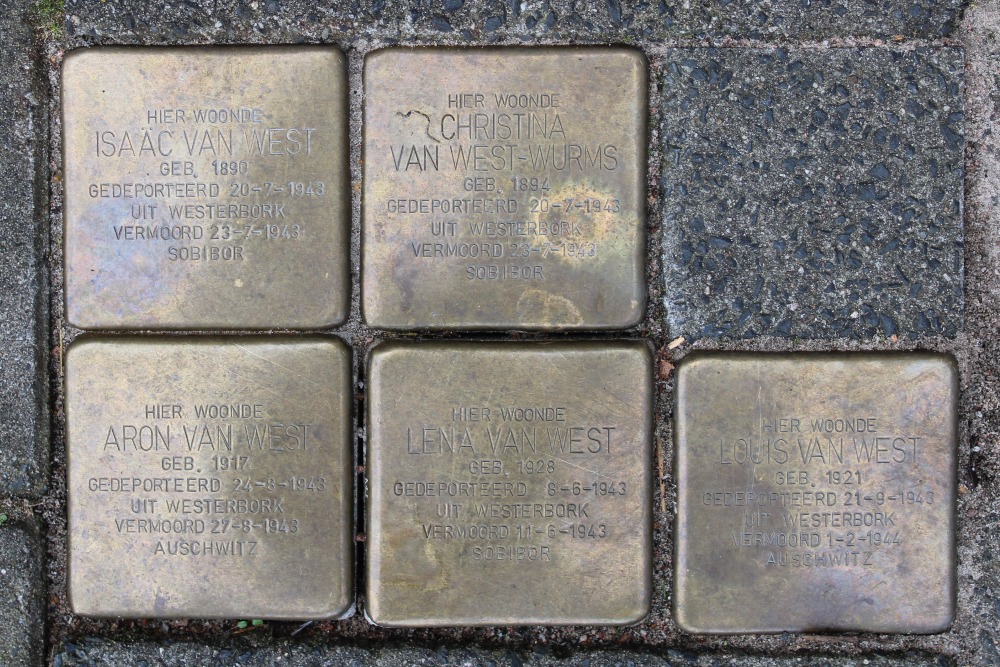 HIER WOONDE
ISAÄC VAN WEST
GEB. 1890
GEDEPORTEERD 20-7-1943
UIT WESTERBORK
VERMOORD 23-7-1943
SOBIBOR
HIER WOONDE
CHRISTINA
VAN WEST-WURMS
GEB. 1894
GEDEPORTEERD 20-7-1943
UIT WESTERBORK
VERMOORD 23-7-1943
SOBIBOR
HIER WOONDE
ARON VAN WEST
GEB. 1917
GEDEPORTEERD 24-8-1943
UIT WESTERBORK
VERMOORD 27-8-1943
AUSCHWITZ
HIER WOONDE
LENA VAN WEST
GEB. 1928
GEDEPORTEERD 8-6-1943
UIT WESTERBORK
VERMOORD 11-6-1943
SOBIBOR
HIER WOONDE
LOUIS VAN WEST
GEB. 1921
GEDEPORTEERD 21-9-1943
UIT WESTERBORK
VERMOORD 1-2-1944
AUSCHWITZ